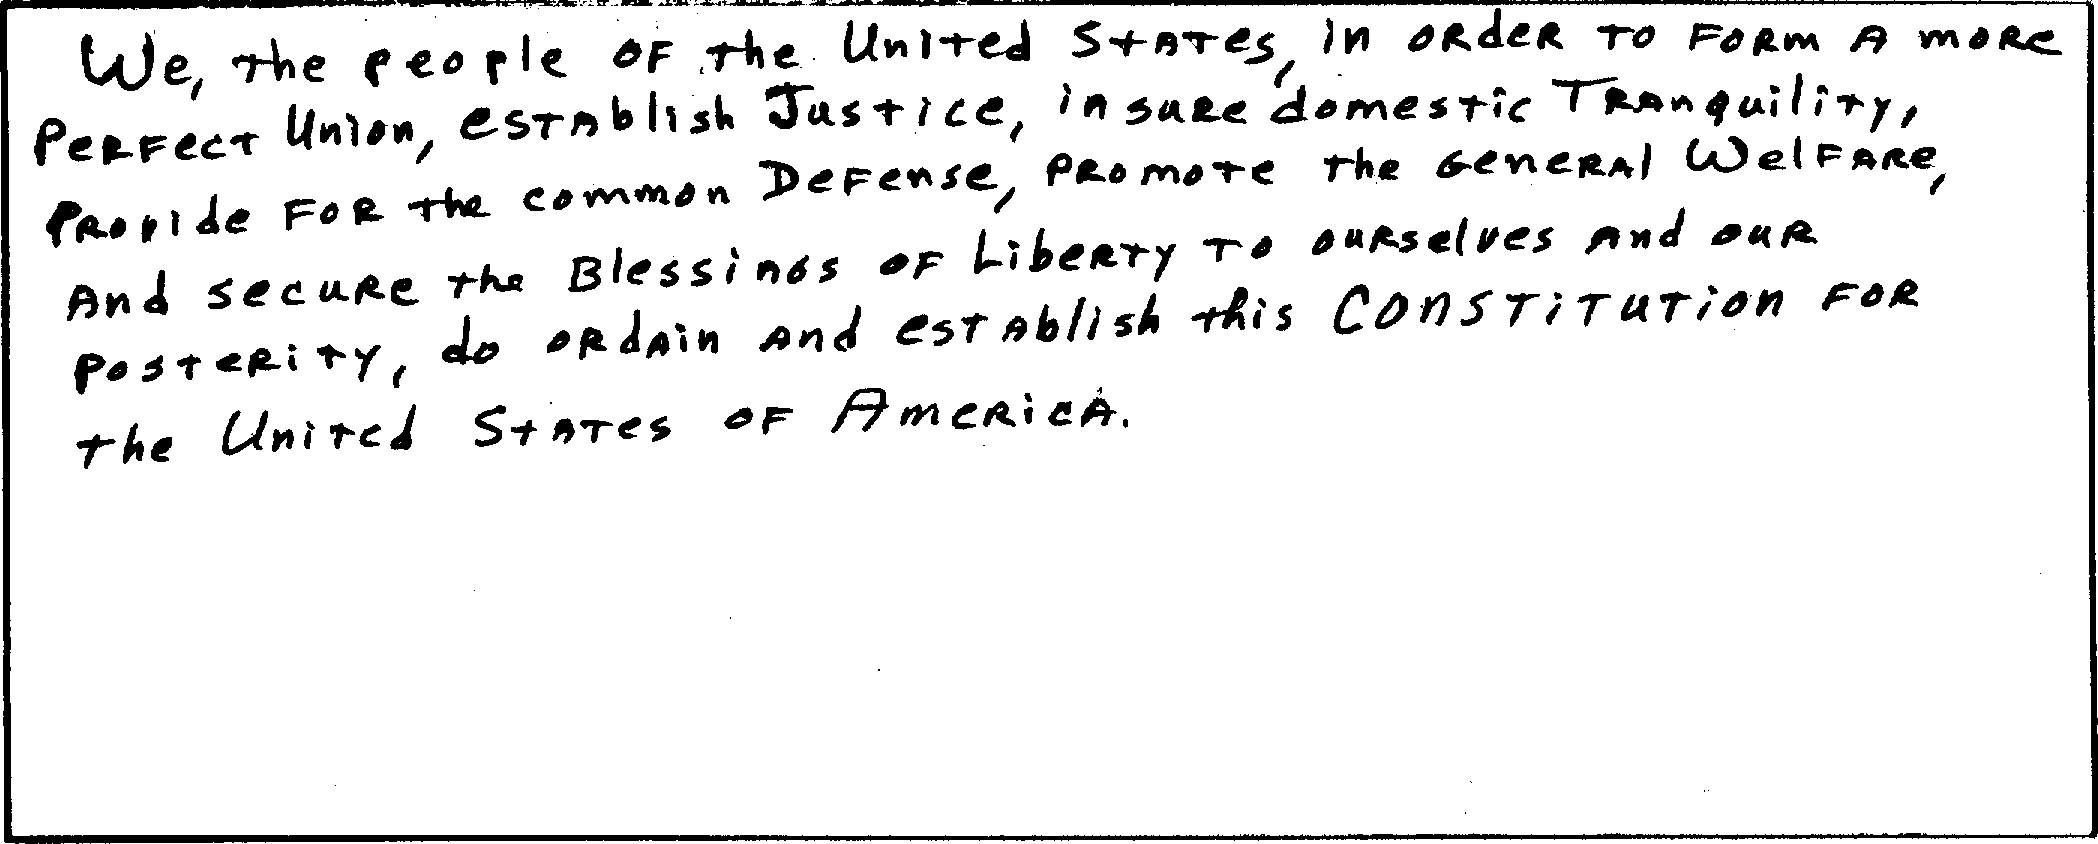 We, the people of the United States, in order to form a more
perfect Union, establish Justice, insure domestic Tranquility,
provide for the common Defense, promote the general Welfare,
and secure the Blessings of Liberty to ourselves and our
posterity, do ordain and establish this CONSTITUTION for
the United States of America.